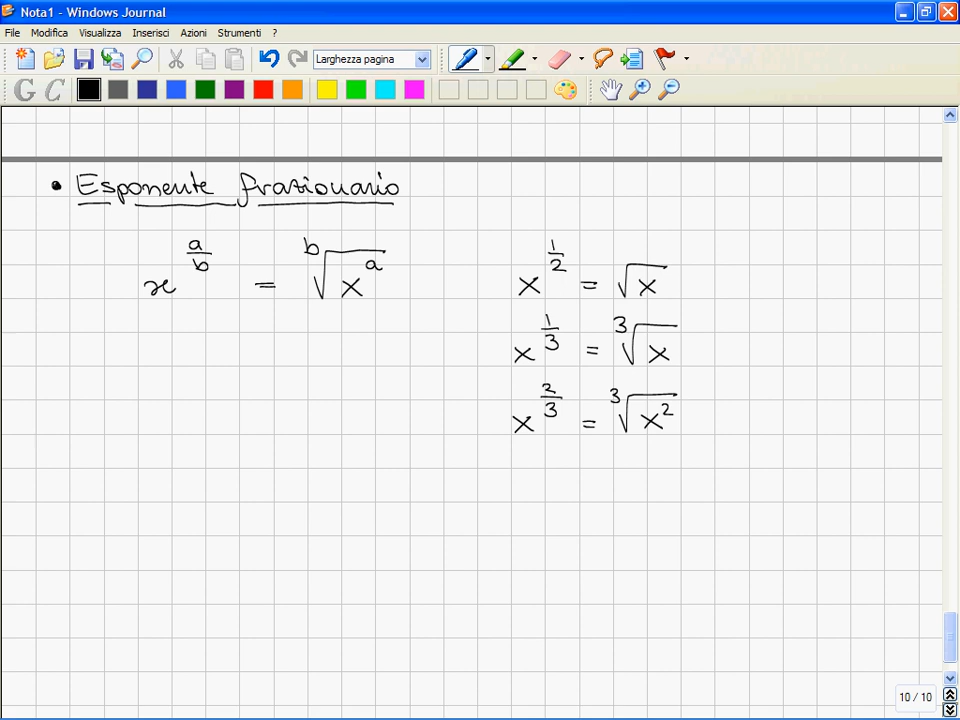 Nota1 - Windows Journal
File Modifica Visualizza Inserisci Azioni Strumenti ?
Larghezza pagina
G C
• Esponente frazionario
x^(a/b) = ᵇ√(x^a)
x^(1/2) = √x
x^(1/3) = ³√x
x^(2/3) = ³√(x²)
10 / 10